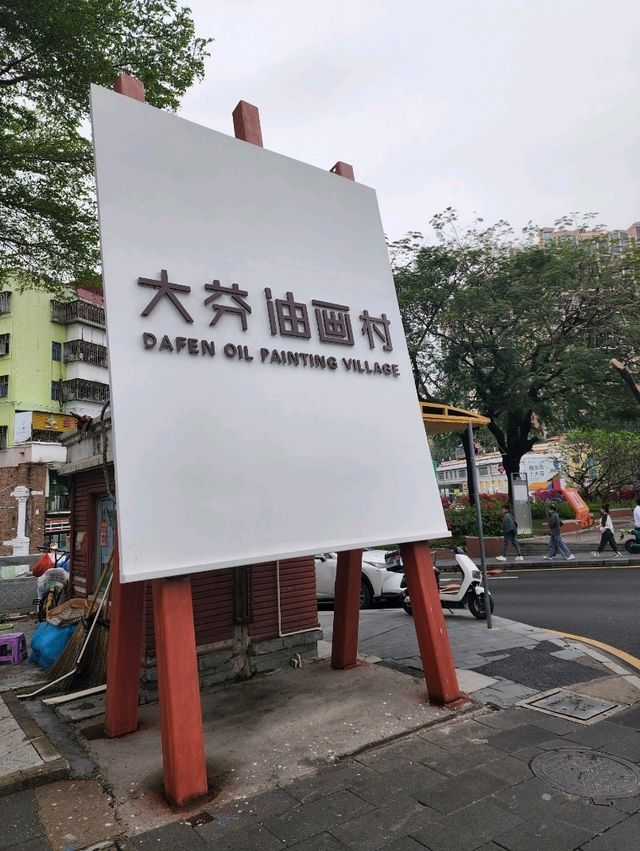 大芬油画村
DAFEN OIL PAINTING VILLAGE